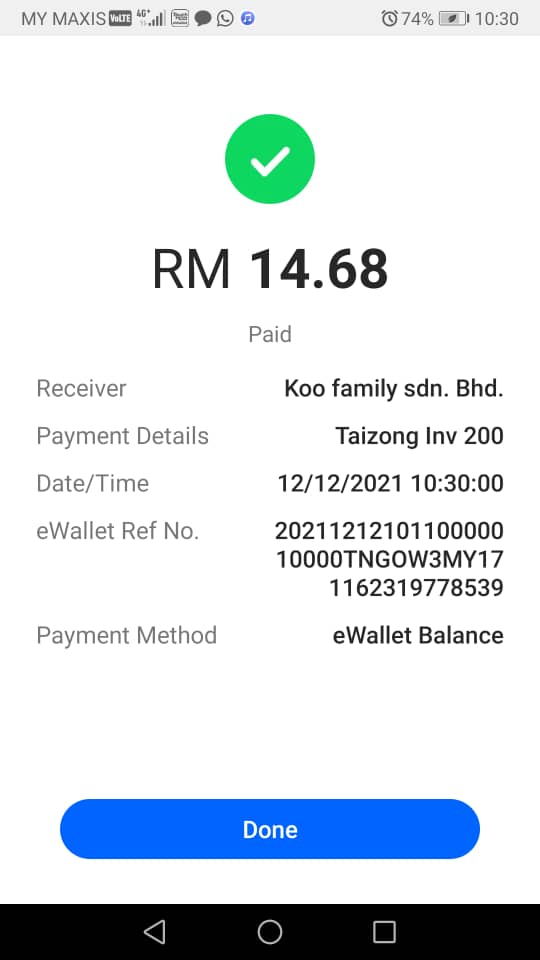 MY MAXIS VoLTE 4G+ 74% 10:30
RM 14.68
Paid
Receiver Koo family sdn. Bhd.
Payment Details Taizong Inv 200
Date/Time 12/12/2021 10:30:00
eWallet Ref No. 20211212101100000
10000TNGOW3MY17
1162319778539
Payment Method eWallet Balance
Done